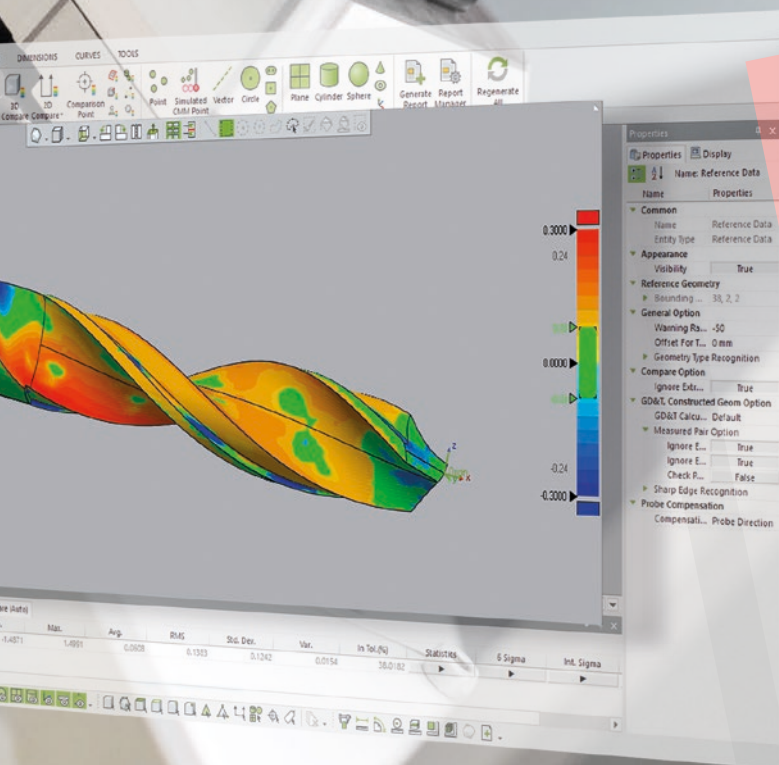 DIMENSIONS CURVES TOOLS
3D Compare
2D Compare
Comparison Point
Point
Simulated CMM Point
Vector
Circle
Plane
Cylinder
Sphere
Generate Report
Report Manager
Regenerate All
0.3000
0.24
0.0000
-0.24
-0.3000
Z
X
Properties
Properties Display
Name: Reference Data
Name Properties
Common
Name Reference Data
Entity Type Reference Data
Appearance
Visibility True
Reference Geometry
Bounding ... 38, 2, 2
General Option
Warning Ra... -50
Offset For T... 0 mm
Geometry Type Recognition
Compare Option
Ignore Extr... True
GD&T, Constructed Geom Option
GD&T Calcu... Default
Measured Pair Option
Ignore E... True
Ignore E... True
Check P... False
Sharp Edge Recognition
Probe Compensation
Compensati... Probe Direction
(Auto)
Max. Avg. RMS Std. Dev. Var. In Tol.(%) Statistics 6 Sigma Int. Sigma
-1.4871 1.4991 0.0608 0.1383 0.1242 0.0154 38.0182